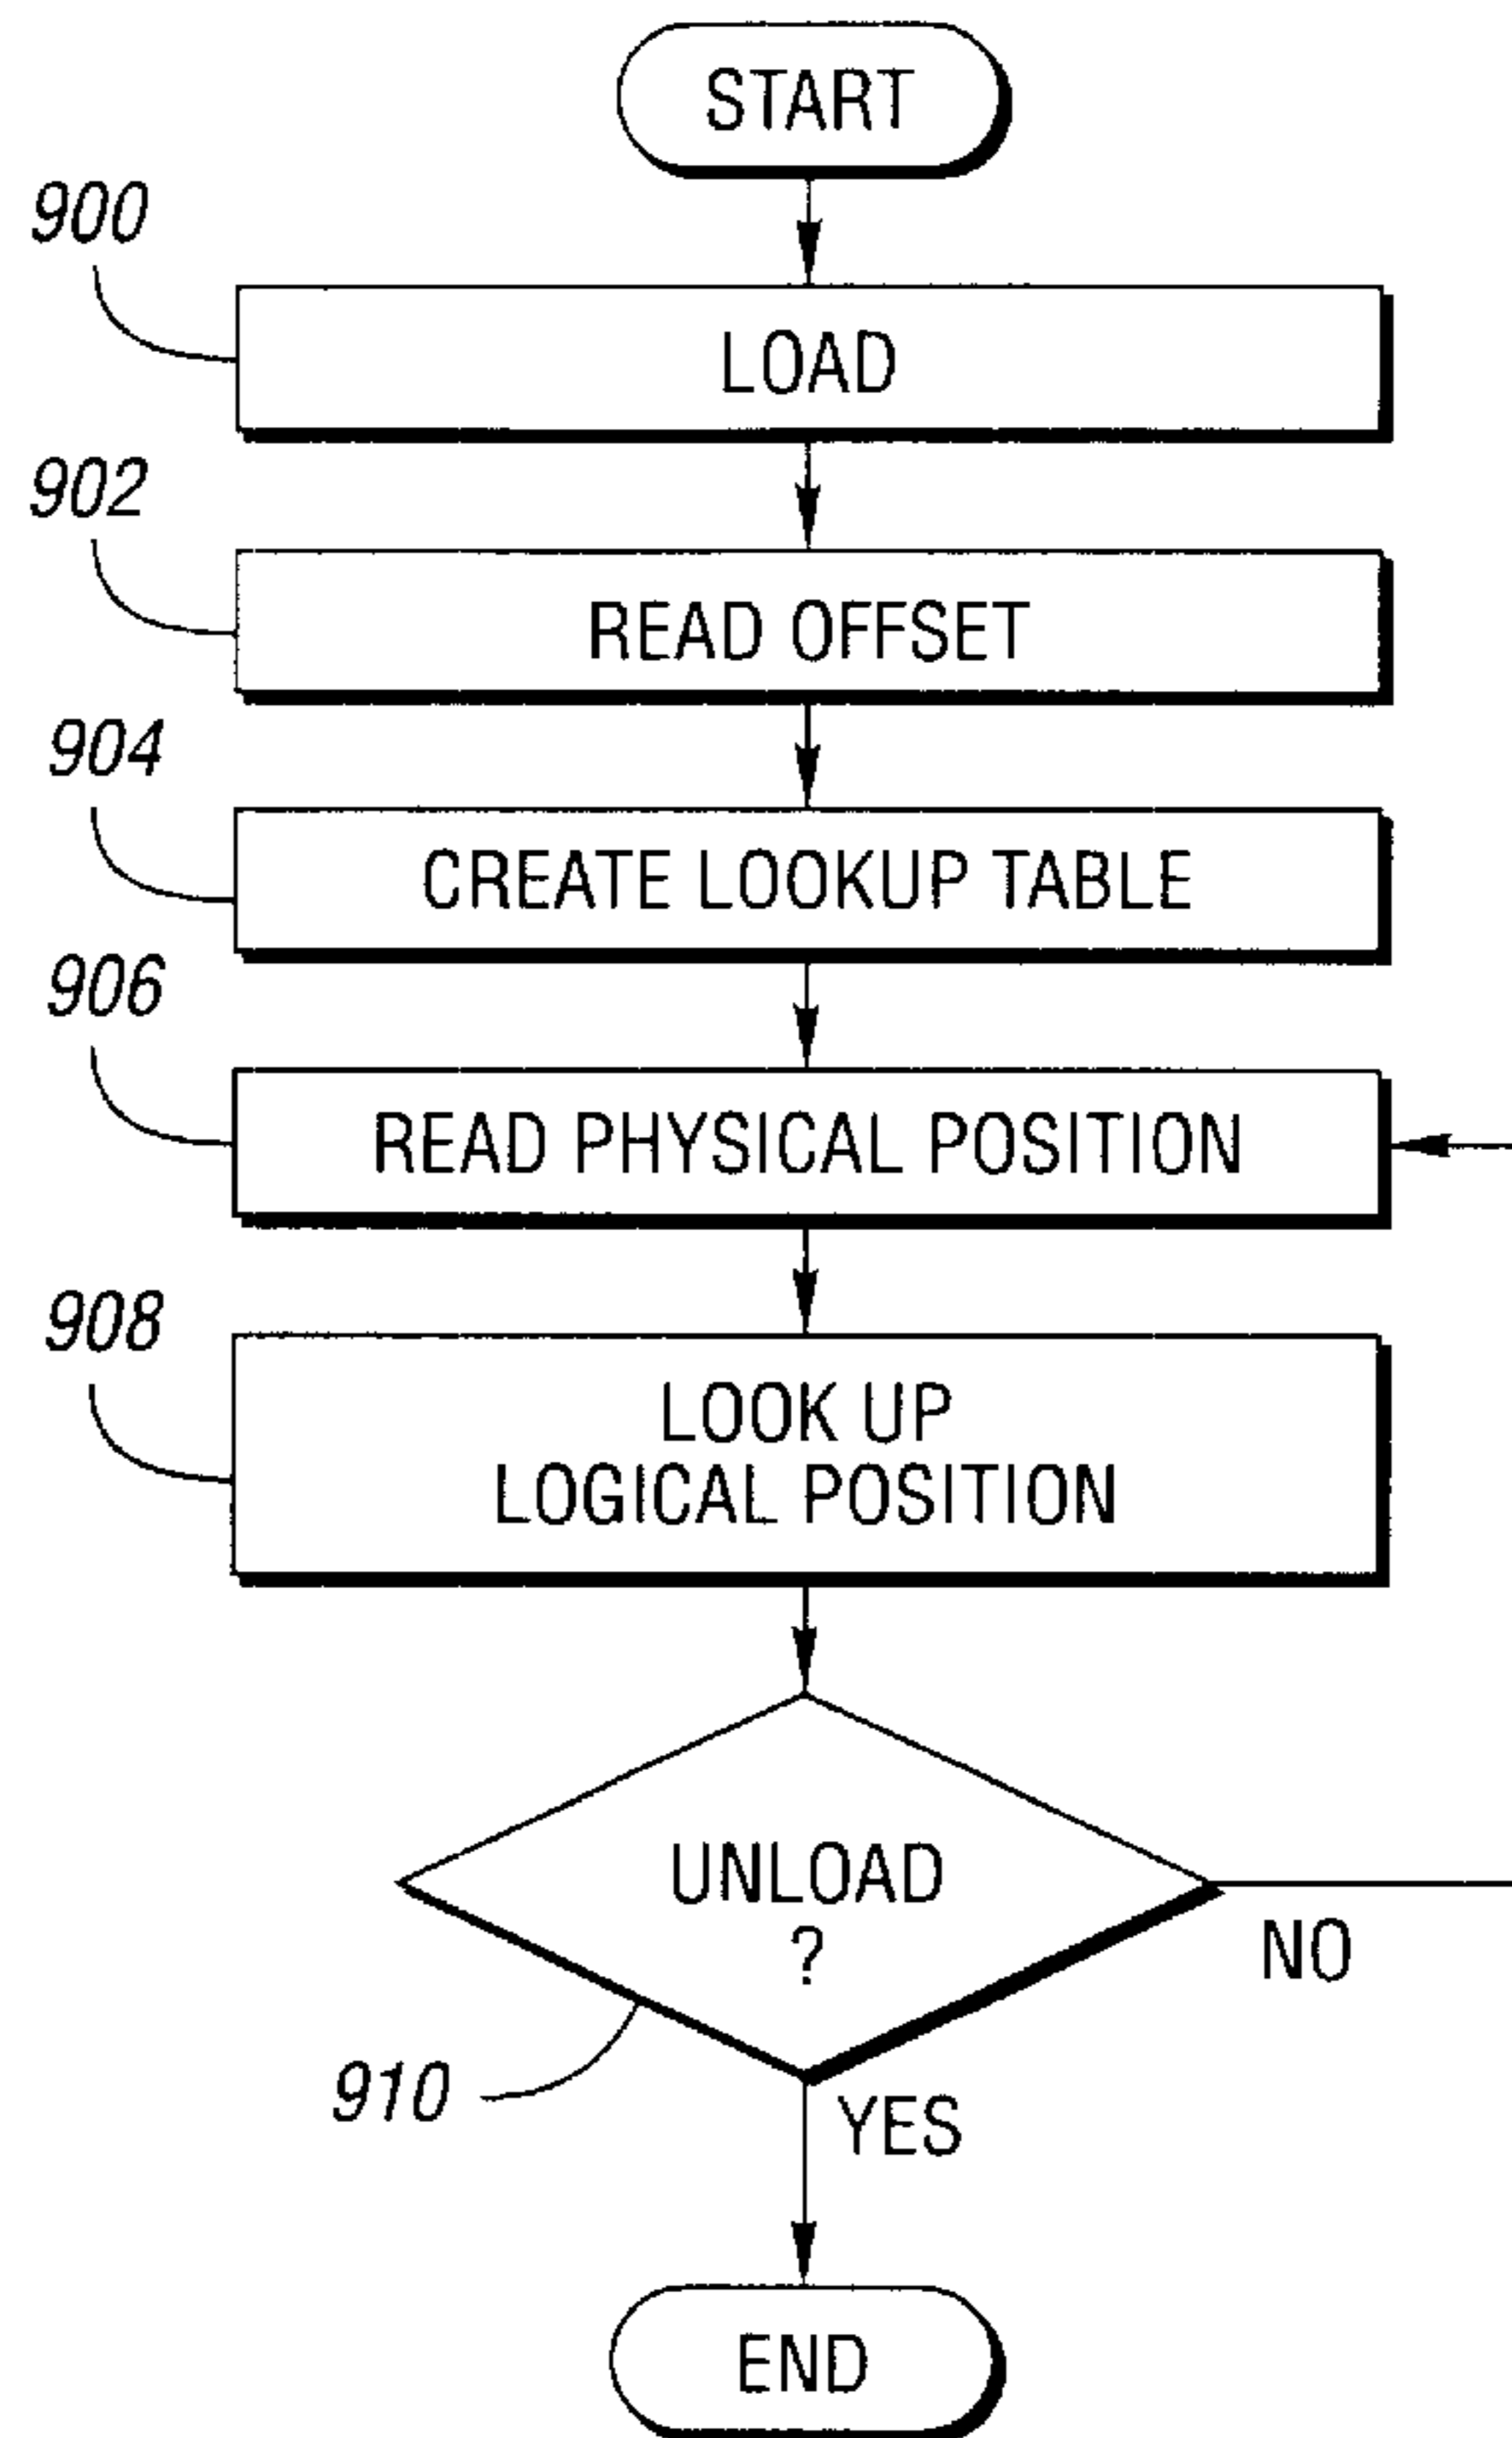 START
900
LOAD
902
READ OFFSET
904
CREATE LOOKUP TABLE
906
READ PHYSICAL POSITION
908
LOOK UP
LOGICAL POSITION
UNLOAD
?
NO
910
YES
END